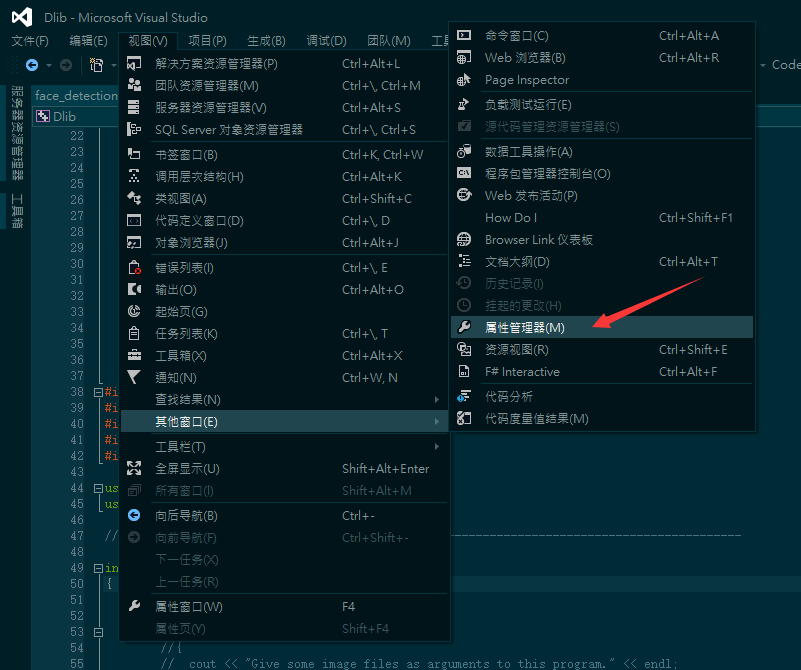 Dlib - Microsoft Visual Studio
文件(F) 编辑(E) 视图(V) 项目(P) 生成(B) 调试(D) 团队(M) 工具
Code
服务器资源管理器
工具箱
face_detection
Dlib
解决方案资源管理器(P) Ctrl+Alt+L
团队资源管理器(M) Ctrl+\, Ctrl+M
服务器资源管理器(V) Ctrl+Alt+S
SQL Server 对象资源管理器 Ctrl+\, Ctrl+S
书签窗口(B) Ctrl+K, Ctrl+W
调用层次结构(H) Ctrl+Alt+K
类视图(A) Ctrl+Shift+C
代码定义窗口(D) Ctrl+\, D
对象浏览器(J) Ctrl+Alt+J
错误列表(I) Ctrl+\, E
输出(O) Ctrl+Alt+O
起始页(G)
任务列表(K) Ctrl+\, T
工具箱(X) Ctrl+Alt+X
通知(N) Ctrl+W, N
查找结果(N)
其他窗口(E)
工具栏(T)
全屏显示(U) Shift+Alt+Enter
所有窗口(I) Shift+Alt+M
向后导航(B) Ctrl+-
向前导航(F) Ctrl+Shift+-
下一任务(X)
上一任务(R)
属性窗口(W) F4
属性页(Y) Shift+F4
命令窗口(C) Ctrl+Alt+A
Web 浏览器(B) Ctrl+Alt+R
Page Inspector
负载测试运行(E)
源代码管理资源管理器(S)
数据工具操作(A)
程序包管理器控制台(O)
Web 发布活动(P)
How Do I Ctrl+Shift+F1
Browser Link 仪表板
文档大纲(D) Ctrl+Alt+T
历史记录(I)
挂起的更改(H)
属性管理器(M)
资源视图(R) Ctrl+Shift+E
F# Interactive Ctrl+Alt+F
代码分析
代码度量值结果(M)
22
23
24
25
26
27
28
29
30
31
32
33
34
35
36
37
38 #i
39 #i
40 #i
41 #i
42 #i
43
44 us
45 us
46
47 //
48
49 in
50 {
51
52
53
54 //{
55 // cout << "Give some image files as arguments to this program." << endl;